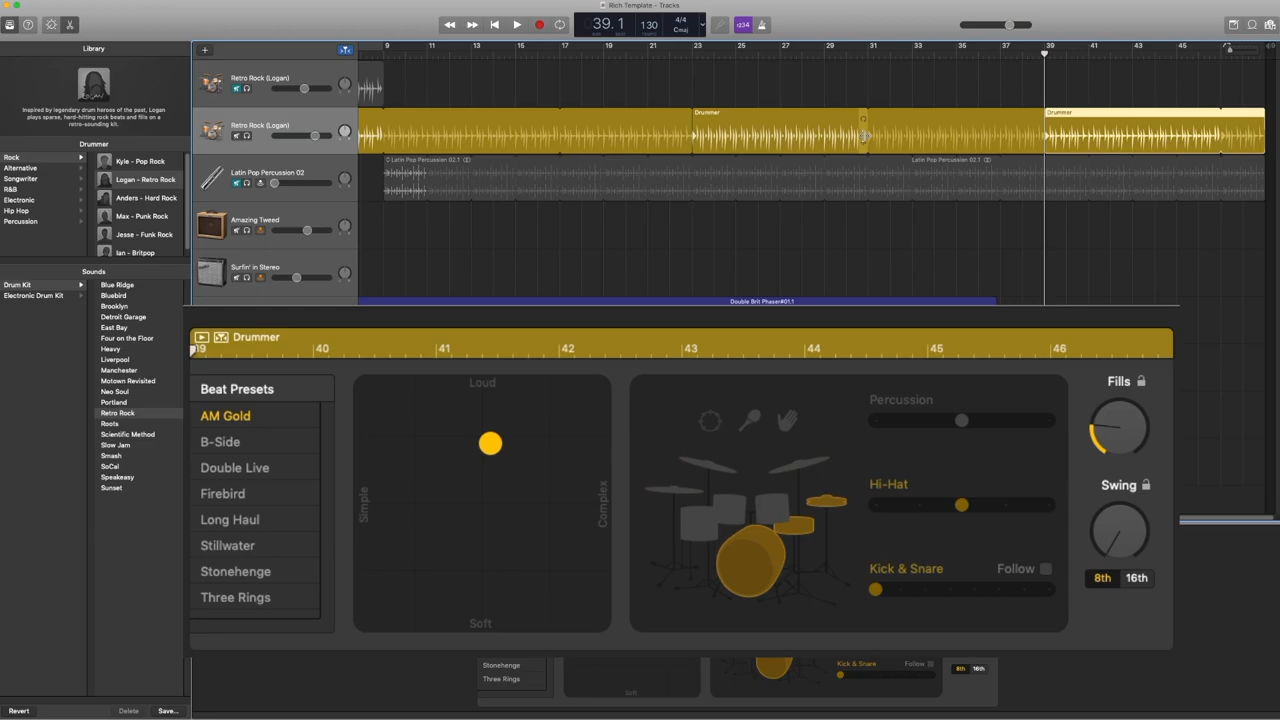 Rich Template - Tracks
39.1
130
4/4
Cmaj
1234
Library
Inspired by legendary drum heroes of the past, Logan
plays sparse, hard-hitting rock beats and fills on a
retro-sounding kit.
Drummer
Rock
Alternative
Songwriter
R&B
Electronic
Hip Hop
Percussion
Kyle - Pop Rock
Logan - Retro Rock
Anders - Hard Rock
Max - Punk Rock
Jesse - Funk Rock
Ian - Britpop
Sounds
Drum Kit
Electronic Drum Kit
Blue Ridge
Bluebird
Brooklyn
Detroit Garage
East Bay
Four on the Floor
Heavy
Liverpool
Manchester
Motown Revisited
Neo Soul
Portland
Retro Rock
Roots
Scientific Method
Slow Jam
Smash
SoCal
Speakeasy
Sunset
Revert
Delete
Save...
9 11 13 15 17 19 21 23 25 27 29 31 33 35 37 39 41 43 45
Retro Rock (Logan)
Retro Rock (Logan)
Drummer
Drummer
Latin Pop Percussion 02
Latin Pop Percussion 02.1
Latin Pop Percussion 02.1
Amazing Tweed
Surfin' in Stereo
Double Brit Phaser#01.1
Drummer
40 41 42 43 44 45 46
Beat Presets
AM Gold
B-Side
Double Live
Firebird
Long Haul
Stillwater
Stonehenge
Three Rings
Loud
Simple
Complex
Soft
Percussion
Hi-Hat
Kick & Snare
Follow
Fills
Swing
8th 16th
Stonehenge
Three Rings
Soft
Kick & Snare
Follow
8th 16th